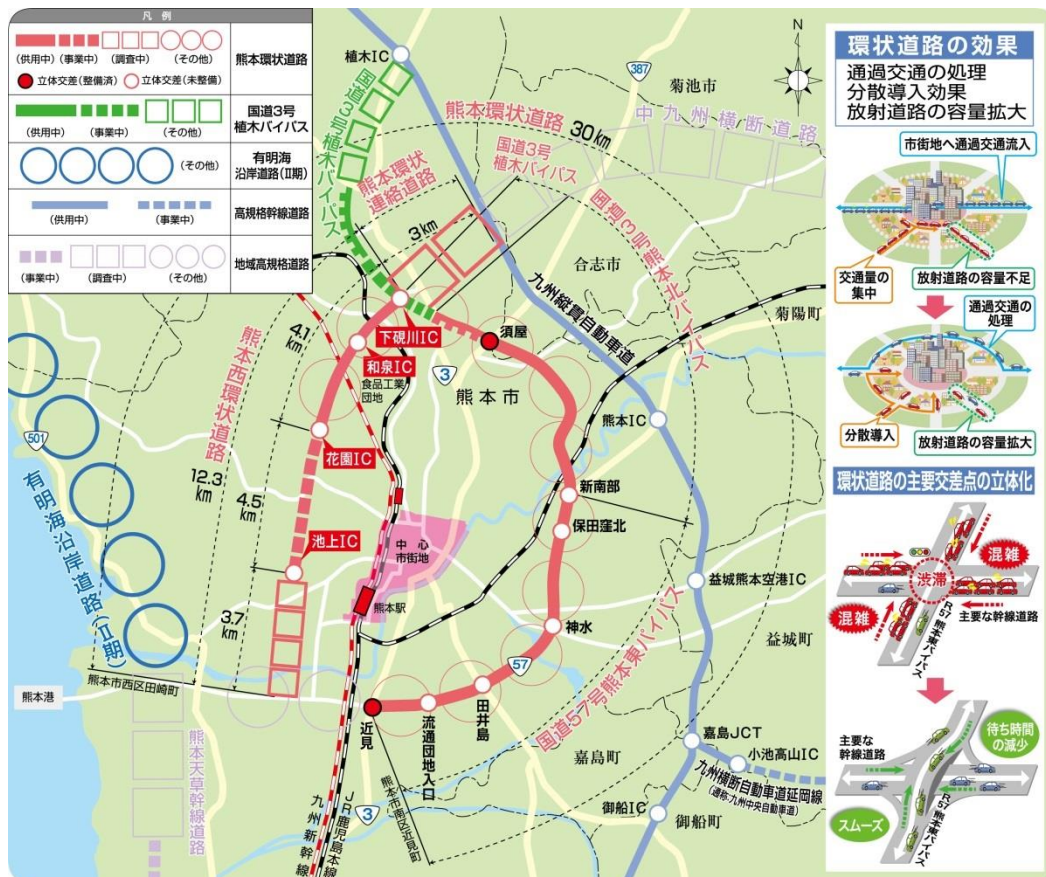 凡例
(供用中)
(事業中)
(調査中)
(その他)
熊本環状道路
立体交差(整備済)
立体交差(未整備)
(供用中)
(事業中)
(その他)
国道3号
植木バイパス
(その他)
有明海
沿岸道路(Ⅱ期)
(供用中)
(事業中)
高規格幹線道路
(事業中)
(調査中)
(その他)
地域高規格道路
植木IC
国道3号植木バイパス
387
菊池市
N
熊本環状道路
30km
中九州横断道路
国道3号
植木バイパス
熊本環状
連絡道路
3km
国道3号熊本北バイパス
合志市
九州縦貫自動車道
菊陽町
下硯川IC
須屋
和泉IC
食品工業
団地
3
熊本市
4.1
km
熊本西環状道路
花園IC
熊本IC
501
12.3
km
4.5
km
新南部
保田窪北
池上IC
中心
市街地
有明海沿岸道路(Ⅱ期)
益城熊本空港IC
熊本駅
3.7
km
神水
益城町
57
熊本市西区田崎町
国道57号熊本東バイパス
熊本港
近見
流通団地入口
田井島
嘉島JCT
小池高山IC
嘉島町
九州横断自動車道延岡線
(通称:九州中央自動車道)
熊本天草幹線道路
3
熊本市南区近見町
御船IC
御船町
九州新幹線
JR鹿児島本線
環状道路の効果
通過交通の処理
分散導入効果
放射道路の容量拡大
市街地へ通過交通流入
交通量の
集中
放射道路の容量不足
通過交通の
処理
分散導入
放射道路の容量拡大
環状道路の主要交差点の立体化
混雑
渋滞
混雑
主要な幹線道路
R57熊本東バイパス
主要な
幹線道路
待ち時間
の減少
スムーズ
R57熊本東バイパス